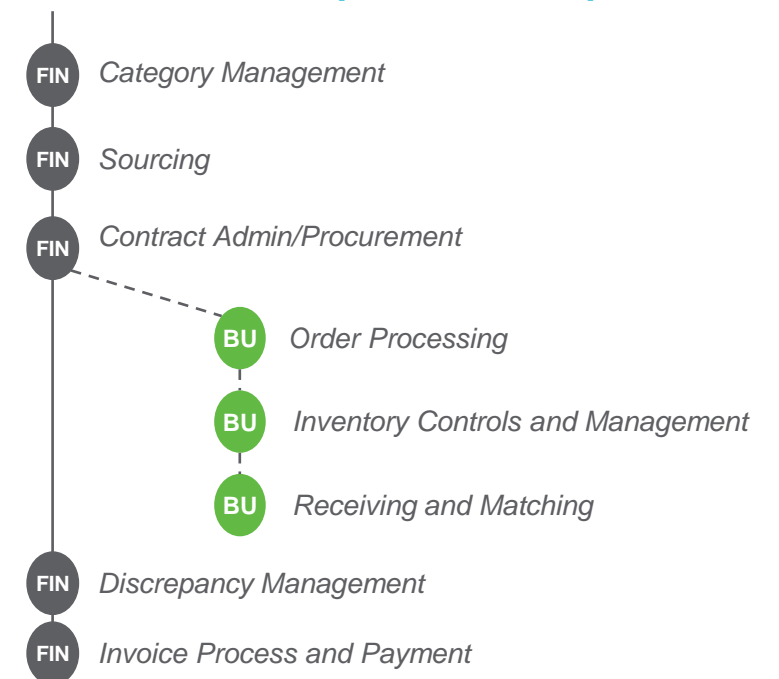 FIN Category Management
FIN Sourcing
FIN Contract Admin/Procurement
BU Order Processing
BU Inventory Controls and Management
BU Receiving and Matching
FIN Discrepancy Management
FIN Invoice Process and Payment